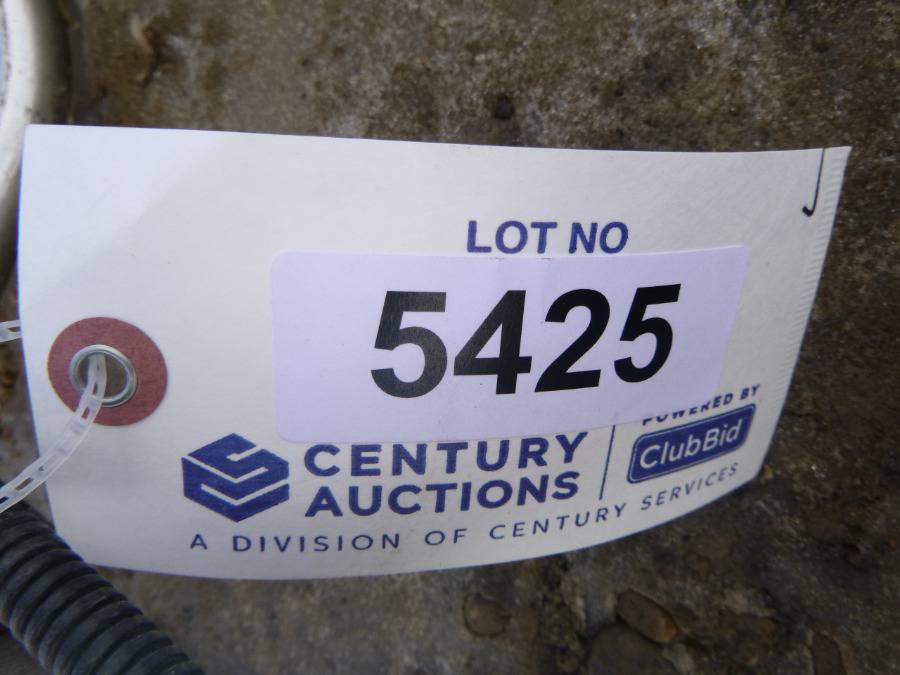 LOT NO
5425
CENTURY
AUCTIONS
POWERED BY
ClubBid
A DIVISION OF CENTURY SERVICES